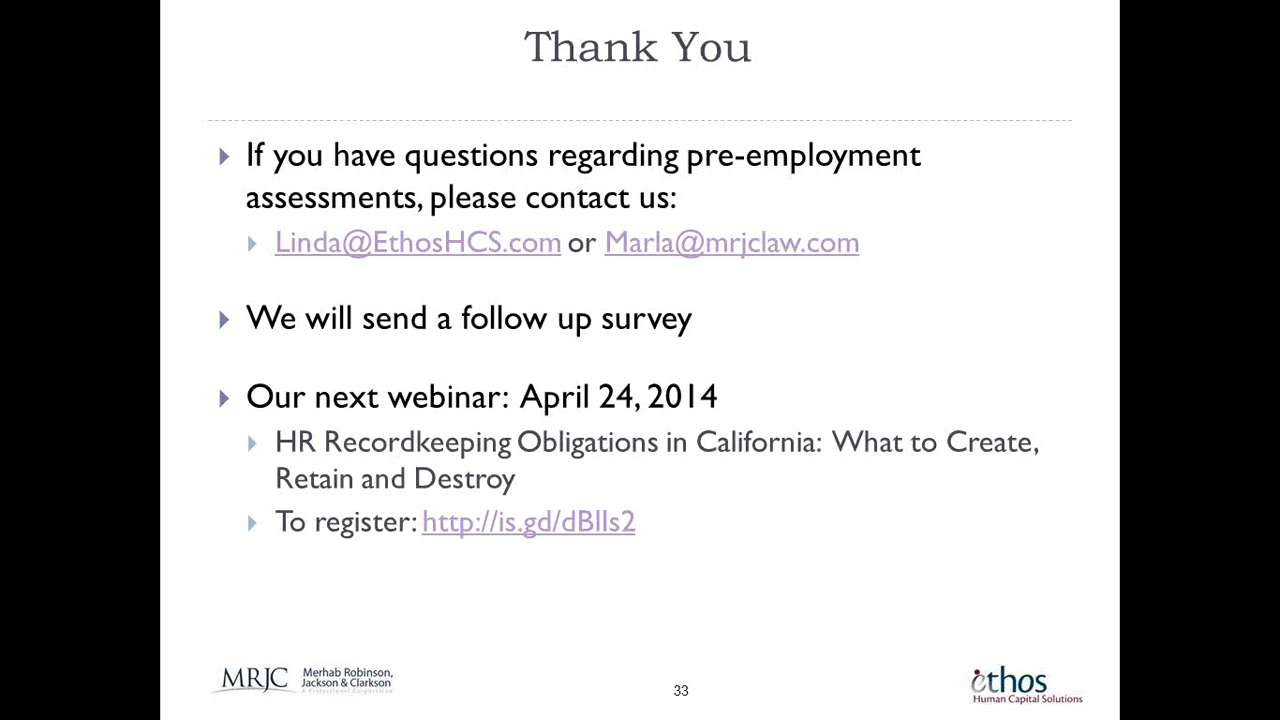 Thank You
If you have questions regarding pre-employment
assessments, please contact us:
Linda@EthosHCS.com or Marla@mrjclaw.com
We will send a follow up survey
Our next webinar: April 24, 2014
HR Recordkeeping Obligations in California: What to Create,
Retain and Destroy
To register: http://is.gd/dBlIs2
MRJC Merhab Robinson,
Jackson & Clarkson
A Professional Corporation
33
ethos
Human Capital Solutions